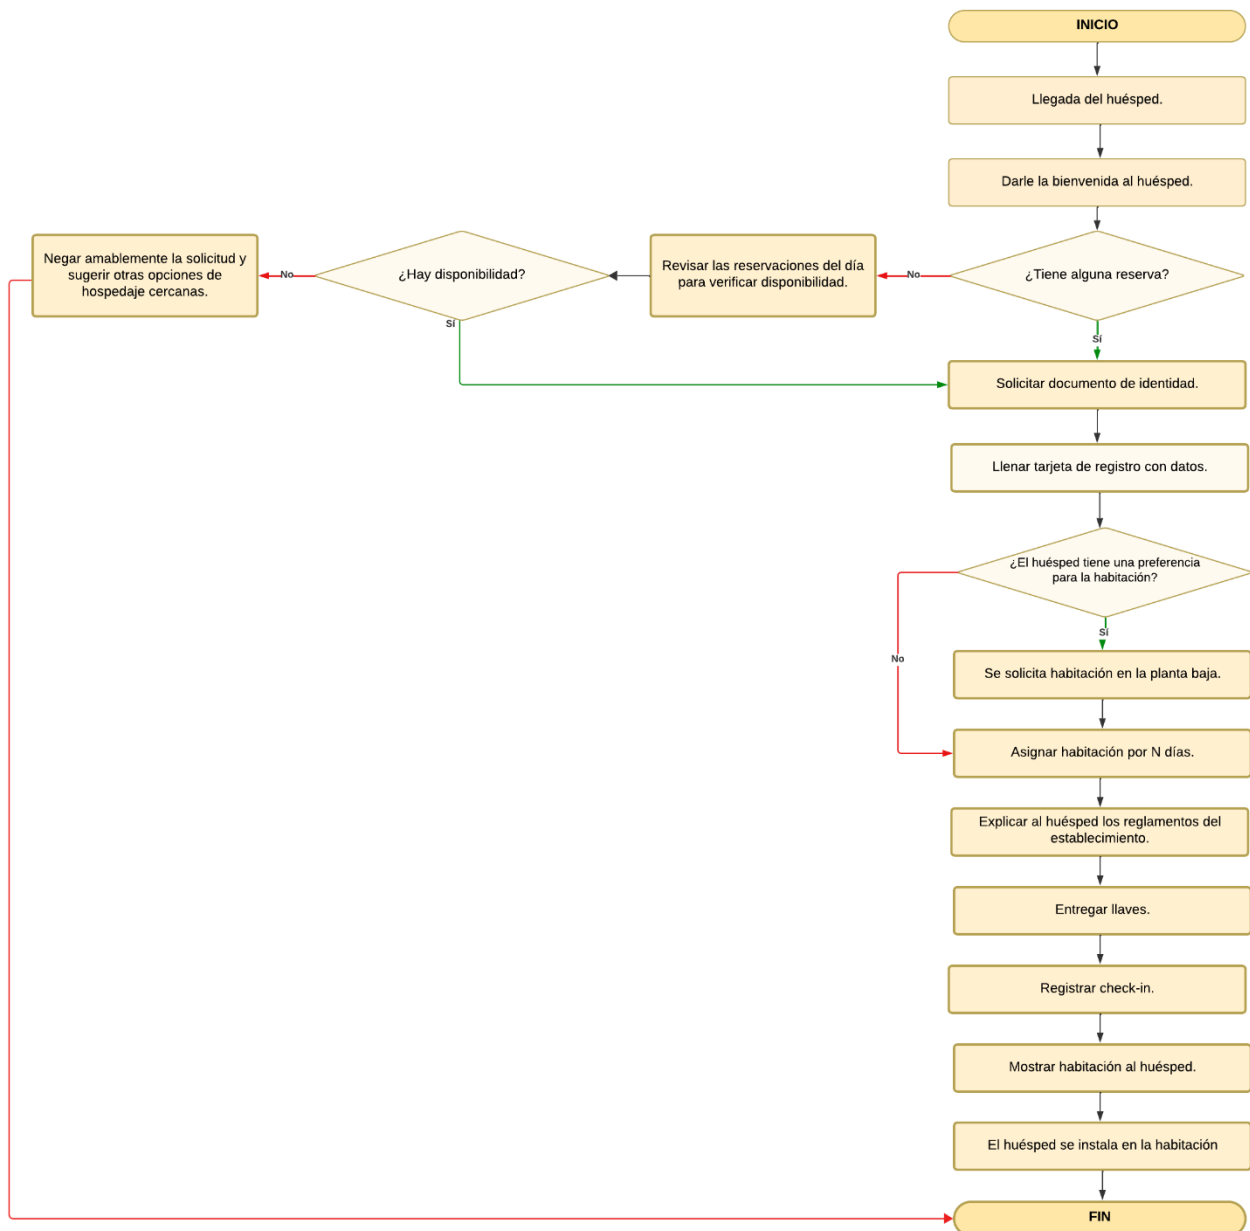 INICIO
Llegada del huésped.
Darle la bienvenida al huésped.
¿Tiene alguna reserva?
No
Revisar las reservaciones del día
para verificar disponibilidad.
¿Hay disponibilidad?
No
Negar amablemente la solicitud y
sugerir otras opciones de
hospedaje cercanas.
Sí
Sí
Solicitar documento de identidad.
Llenar tarjeta de registro con datos.
¿El huésped tiene una preferencia
para la habitación?
Sí
No
Se solicita habitación en la planta baja.
Asignar habitación por N días.
Explicar al huésped los reglamentos del
establecimiento.
Entregar llaves.
Registrar check-in.
Mostrar habitación al huésped.
El huésped se instala en la habitación
FIN